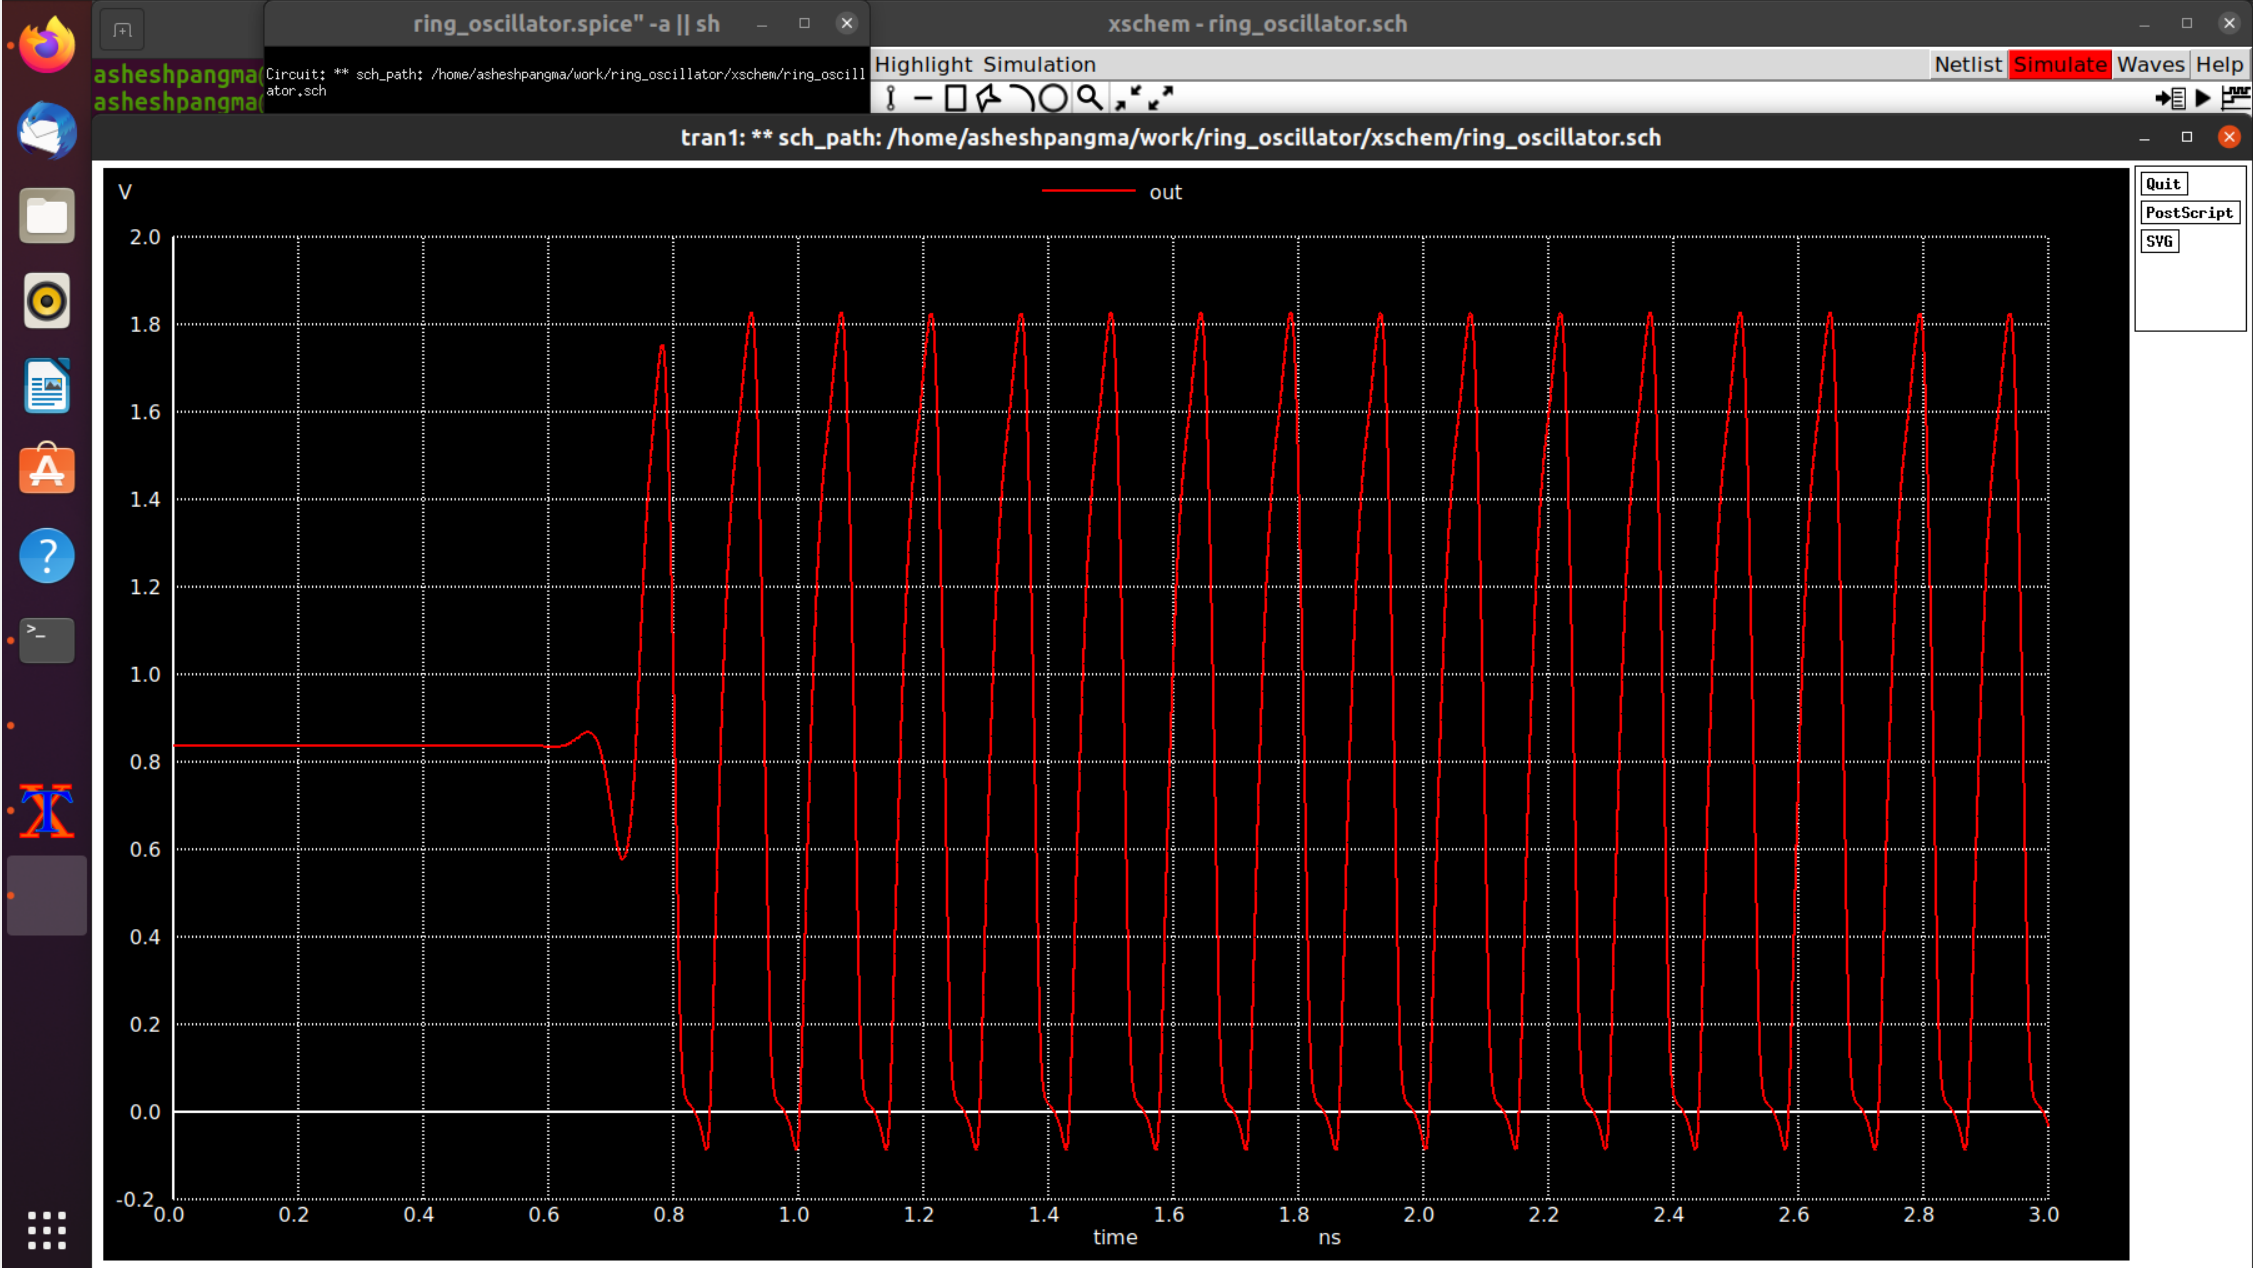 ring_oscillator.spice" -a || sh
xschem - ring_oscillator.sch
asheshpangma(
asheshpangma(
Circuit: ** sch_path: /home/asheshpangma/work/ring_oscillator/xschem/ring_oscill
ator.sch
Highlight Simulation
Netlist Simulate Waves Help
tran1: ** sch_path: /home/asheshpangma/work/ring_oscillator/xschem/ring_oscillator.sch
Quit
PostScript
SVG
V
out
2.0
1.8
1.6
1.4
1.2
1.0
0.8
0.6
0.4
0.2
0.0
-0.2
0.0 0.2 0.4 0.6 0.8 1.0 1.2 1.4 1.6 1.8 2.0 2.2 2.4 2.6 2.8 3.0
time ns